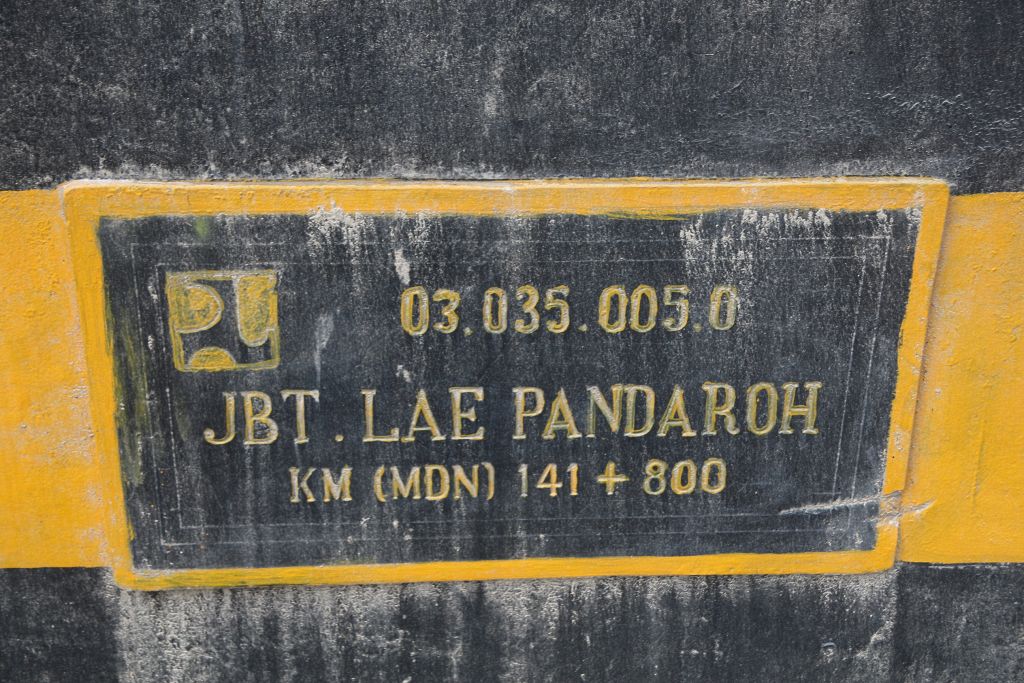 03.035.005.0
JBT. LAE PANDAROH
KM (MDN) 141 + 800